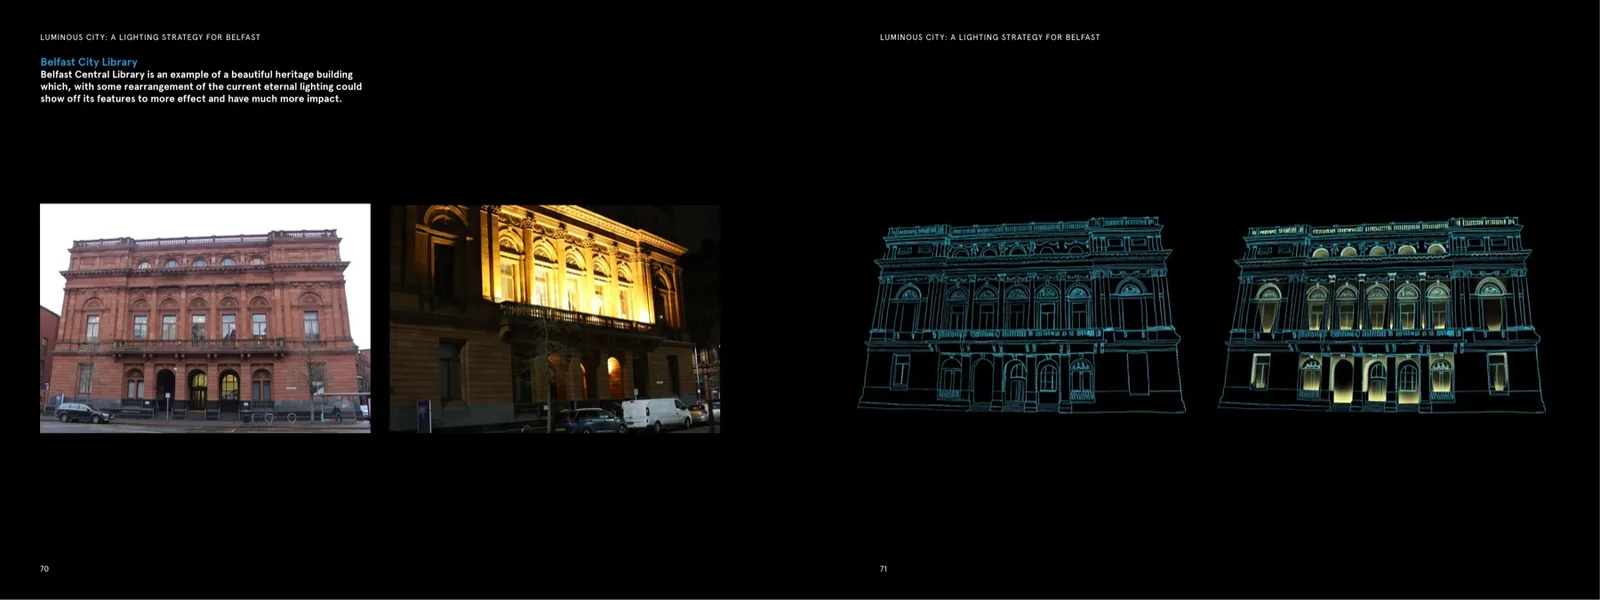 LUMINOUS CITY: A LIGHTING STRATEGY FOR BELFAST
Belfast City Library
Belfast Central Library is an example of a beautiful heritage building
which, with some rearrangement of the current eternal lighting could
show off its features to more effect and have much more impact.
70
LUMINOUS CITY: A LIGHTING STRATEGY FOR BELFAST
71